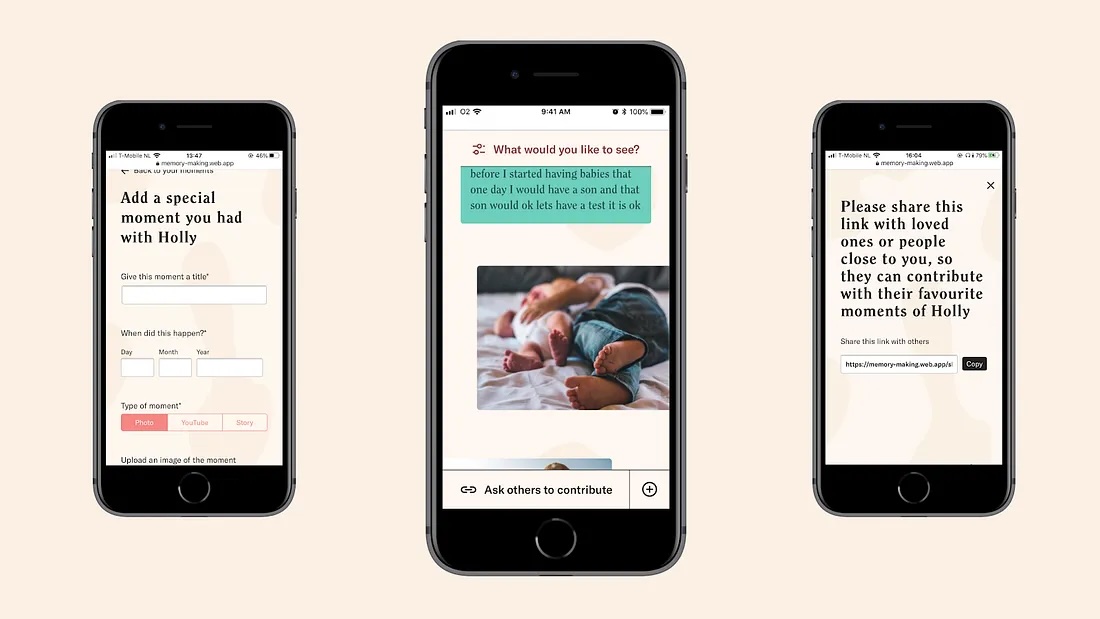 T-Mobile NL
13:47
46%
memory-making.web.app
Back to your moments
Add a special
moment you had
with Holly
Give this moment a title*
When did this happen?*
Day Month Year
Type of moment*
Photo YouTube Story
Upload an image of the moment
O2
9:41 AM
100%
What would you like to see?
before I started having babies that
one day I would have a son and that
son would ok lets have a test it is ok
Ask others to contribute
T-Mobile NL
16:04
79%
memory-making.web.app
Please share this
link with loved
ones or people
close to you, so
they can contribute
with their favourite
moments of Holly
Share this link with others
https://memory-making.web.app/s
Copy